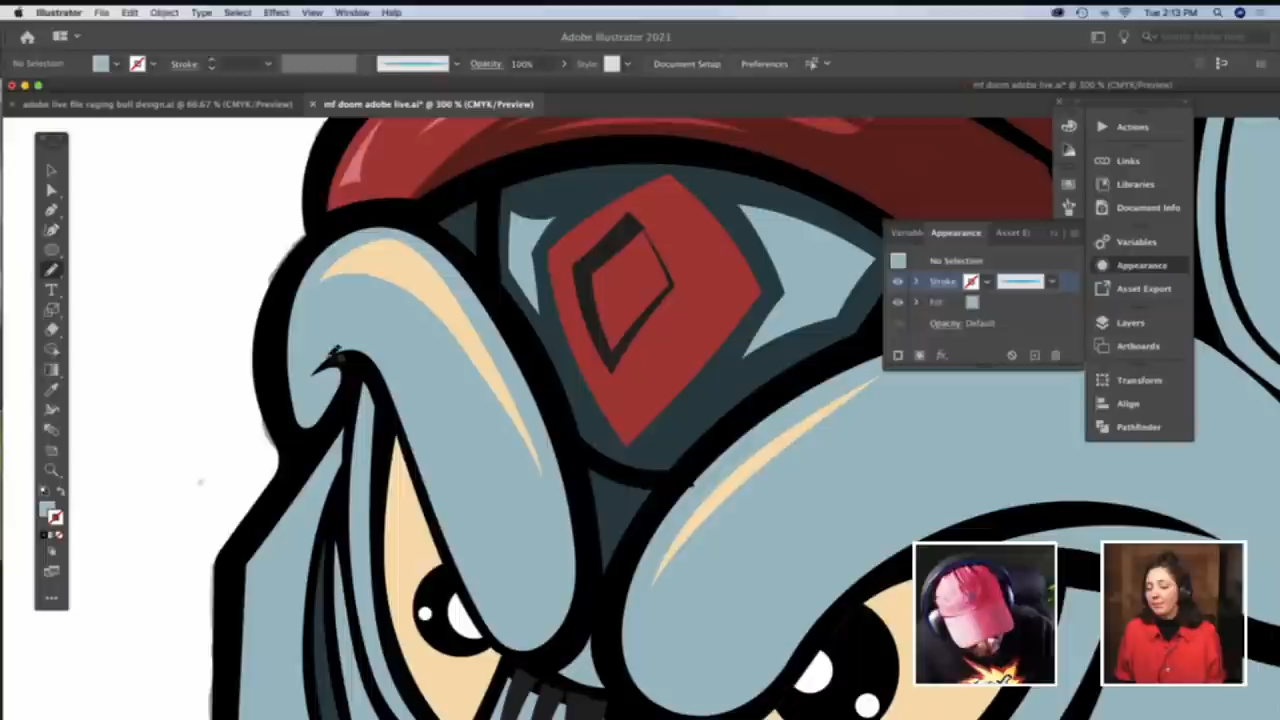 Illustrator File Edit Object Type Select Effect View Window Help Tue 2:13 PM
Adobe Illustrator 2021
No Selection Stroke: Opacity: 100% Style: Document Setup Preferences
mf doom adobe live.ai* @ 300 % (CMYK/Preview)
adobe live file raging bull design.ai @ 66.67 % (CMYK/Preview) mf doom adobe live.ai* @ 300 % (CMYK/Preview)
Actions
Links
Libraries
Document Info
Variables
Appearance
Asset Export
Layers
Artboards
Transform
Align
Pathfinder
Variabl Appearance Asset E
No Selection
Stroke:
Fill:
Opacity: Default
fx